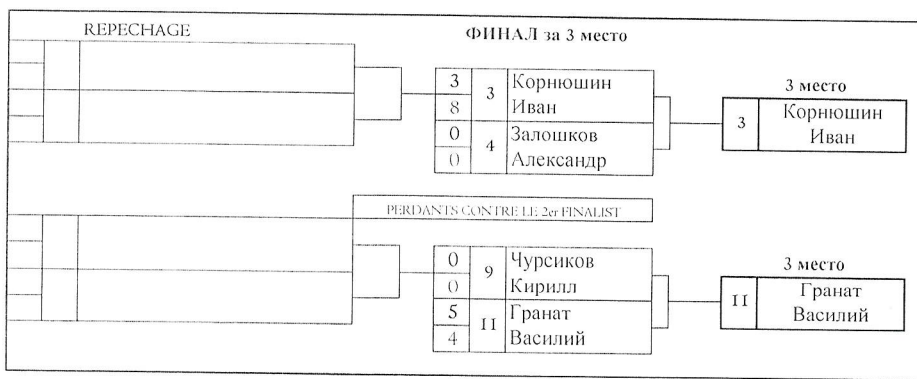 REPECHAGE
ФИНАЛ за 3 место
3 3 Корнюшин
8 Иван
0 4 Залошков
0 Александр
3 место
3 Корнюшин
Иван
PERDANTS CONTRE LE 2er FINALIST
0 9 Чурсиков
0 Кирилл
5 11 Гранат
4 Василий
3 место
11 Гранат
Василий